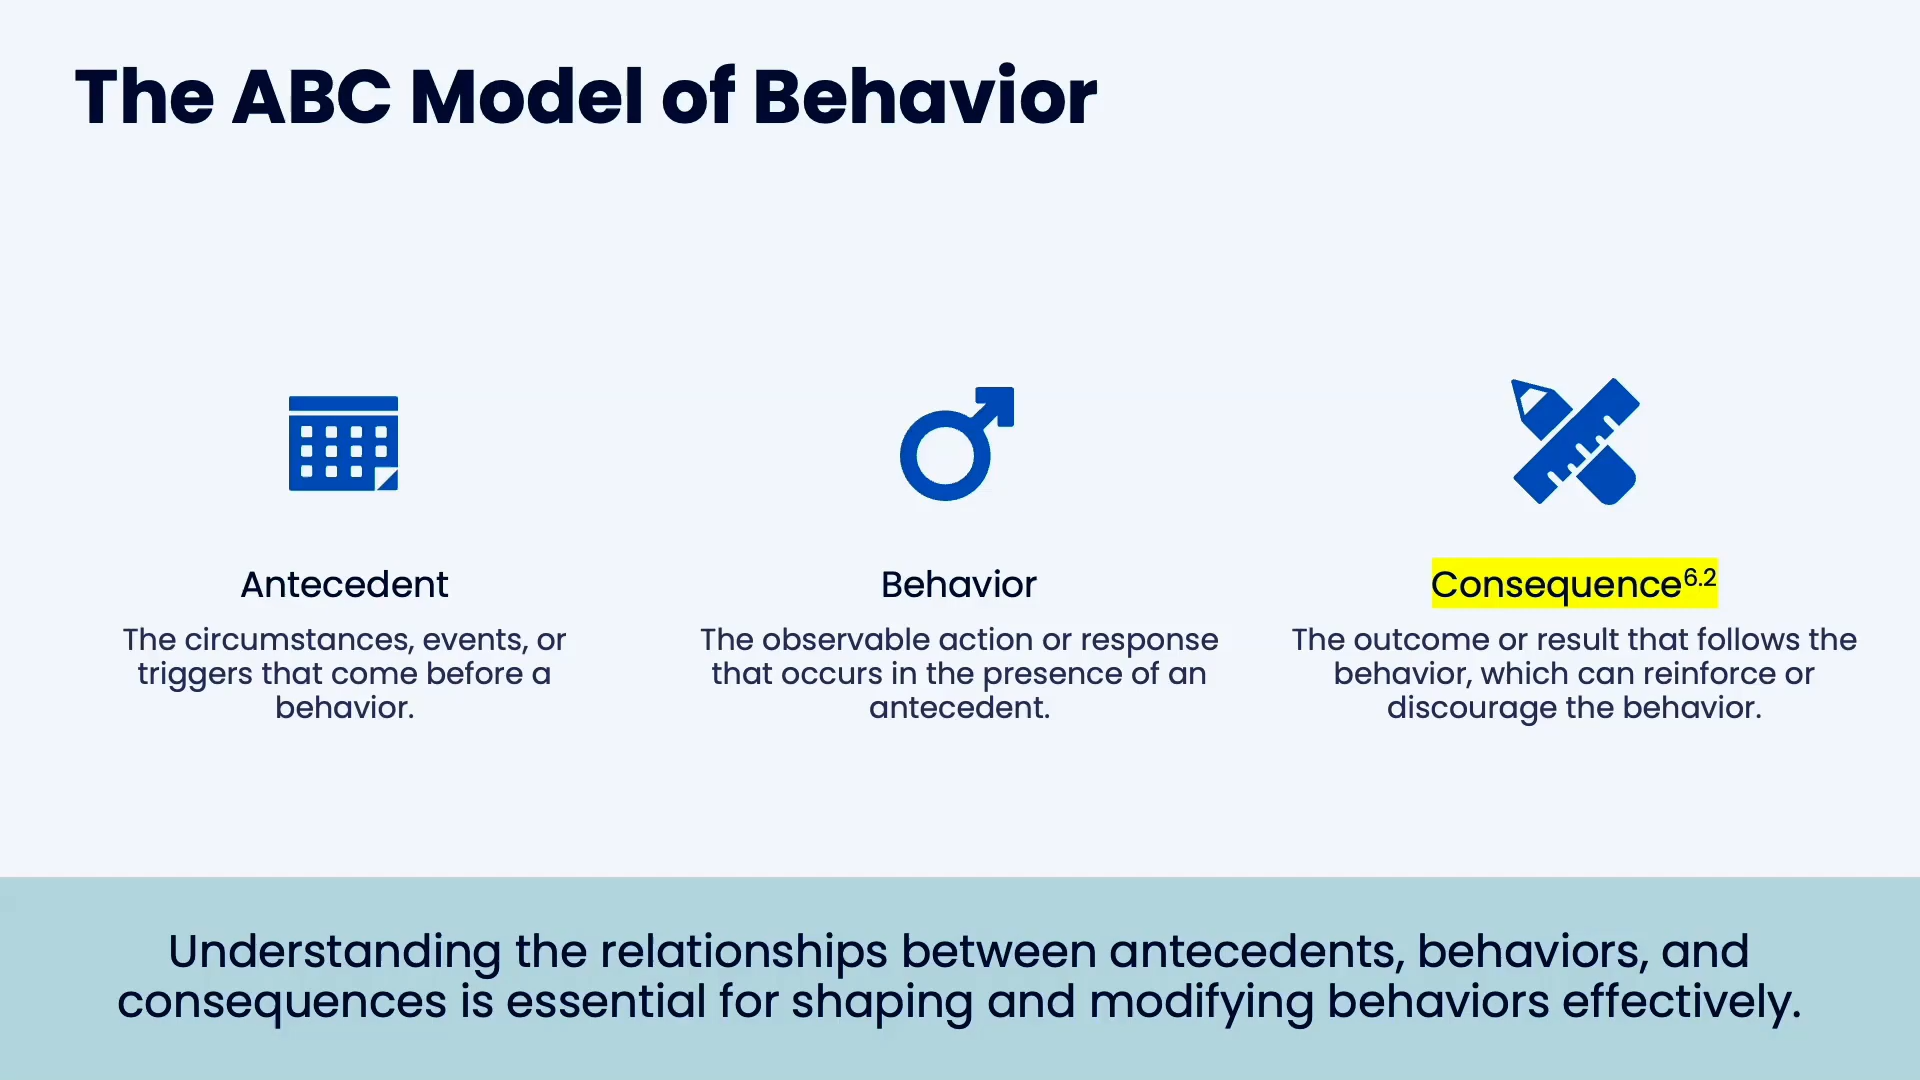 The ABC Model of Behavior
Antecedent
The circumstances, events, or
triggers that come before a
behavior.
Behavior
The observable action or response
that occurs in the presence of an
antecedent.
Consequence6.2
The outcome or result that follows the
behavior, which can reinforce or
discourage the behavior.
Understanding the relationships between antecedents, behaviors, and
consequences is essential for shaping and modifying behaviors effectively.